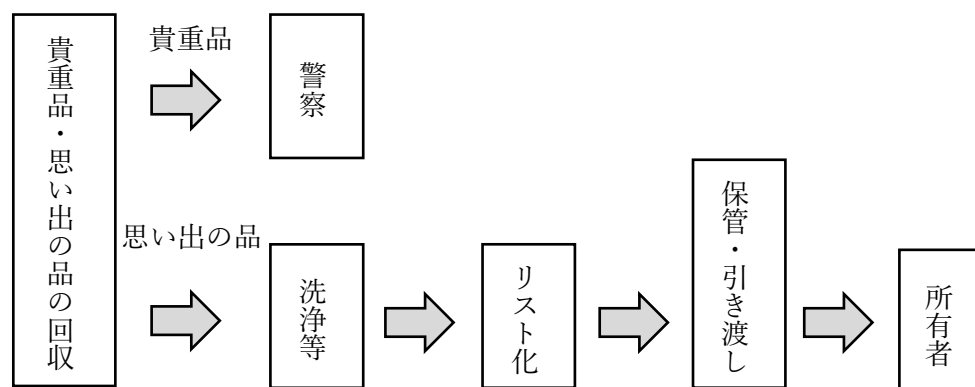 貴重品・思い出の品の回収
貴重品
警察
思い出の品
洗浄等
リスト化
保管・引き渡し
所有者